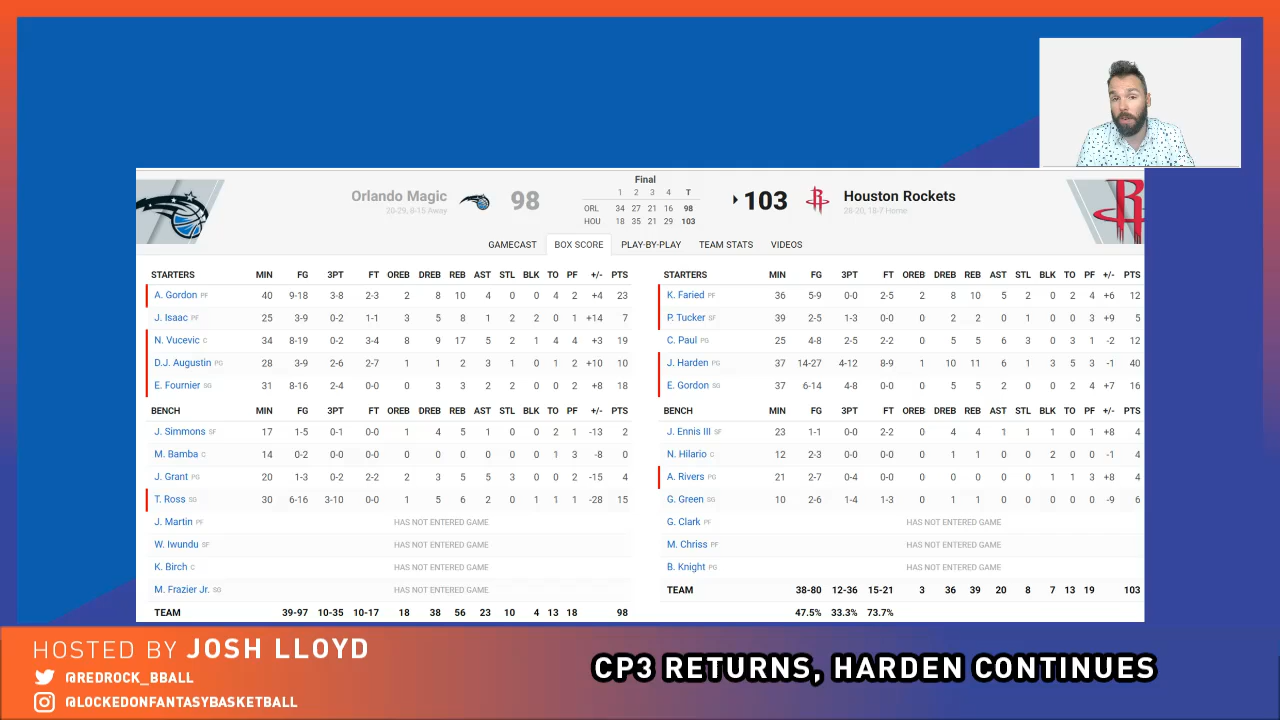 Final
Orlando Magic 98 1 2 3 4 T 103 Houston Rockets
20-29, 9-15 Away ORL 34 27 21 16 98 28-20, 18-7 Home
HOU 18 35 21 29 103
GAMECAST BOX SCORE PLAY-BY-PLAY TEAM STATS VIDEOS
STARTERS MIN FG 3PT FT OREB DREB REB AST STL BLK TO PF +/- PTS
A. Gordon PF 40 9-18 3-8 2-3 2 8 10 4 0 0 4 2 +4 23
J. Isaac PF 25 3-9 0-2 1-1 3 5 8 1 2 2 0 1 +14 7
N. Vucevic C 34 8-19 0-2 3-4 8 9 17 5 2 1 4 4 +3 19
D.J. Augustin PG 28 3-9 2-6 2-7 1 1 2 3 1 0 1 2 +10 10
E. Fournier SG 31 8-16 2-4 0-0 0 3 3 2 2 0 0 2 +8 18
BENCH MIN FG 3PT FT OREB DREB REB AST STL BLK TO PF +/- PTS
J. Simmons SF 17 1-5 0-1 0-0 1 4 5 1 0 0 2 1 -13 2
M. Bamba C 14 0-2 0-0 0-0 0 0 0 0 0 0 1 3 -8 0
J. Grant PG 20 1-3 0-2 2-2 2 3 5 5 3 0 0 2 -15 4
T. Ross SG 30 6-16 3-10 0-0 1 5 6 2 0 1 1 1 -28 15
J. Martin PF HAS NOT ENTERED GAME
W. Iwundu SF HAS NOT ENTERED GAME
K. Birch C HAS NOT ENTERED GAME
M. Frazier Jr. SG HAS NOT ENTERED GAME
TEAM 39-97 10-35 10-17 18 38 56 23 10 4 13 18 98
STARTERS MIN FG 3PT FT OREB DREB REB AST STL BLK TO PF +/- PTS
K. Faried PF 36 5-9 0-0 2-5 2 8 10 5 2 0 2 4 +6 12
P. Tucker SF 39 2-5 1-3 0-0 0 2 2 0 1 0 0 3 +9 5
C. Paul PG 25 4-8 2-5 2-2 0 5 5 6 3 0 3 1 -2 12
J. Harden PG 37 14-27 4-12 8-9 1 10 11 6 1 3 5 3 -1 40
E. Gordon SG 37 6-14 4-8 0-0 0 5 5 2 0 0 2 4 +7 16
BENCH MIN FG 3PT FT OREB DREB REB AST STL BLK TO PF +/- PTS
J. Ennis III SF 23 1-1 0-0 2-2 0 4 4 1 1 1 0 1 +8 4
N. Hilario C 12 2-3 0-0 0-0 0 1 1 0 0 2 0 0 -1 4
A. Rivers PG 21 2-7 0-4 0-0 0 0 0 0 0 1 1 3 +8 4
G. Green SG 10 2-6 1-4 1-3 0 1 1 0 0 0 0 0 -9 6
G. Clark PF HAS NOT ENTERED GAME
M. Chriss PF HAS NOT ENTERED GAME
B. Knight PG HAS NOT ENTERED GAME
TEAM 38-80 12-36 15-21 3 36 39 20 8 7 13 19 103
47.5% 33.3% 73.7%
HOSTED BY JOSH LLOYD
@REDROCK_BBALL
@LOCKEDONFANTASYBASKETBALL
CP3 RETURNS, HARDEN CONTINUES